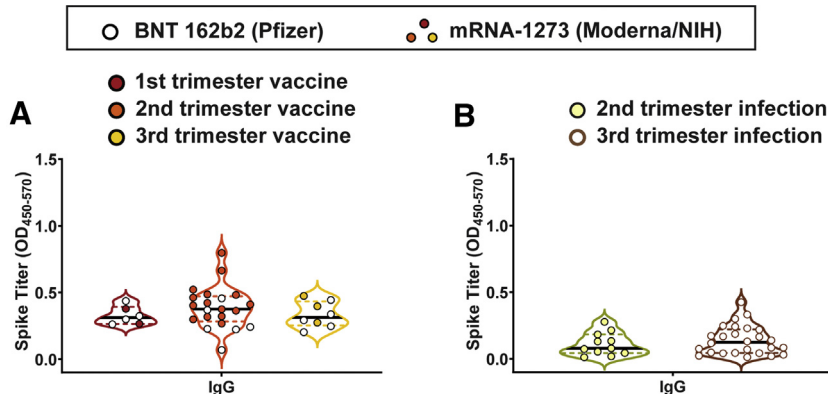 BNT 162b2 (Pfizer) mRNA-1273 (Moderna/NIH)
A
1st trimester vaccine
2nd trimester vaccine
3rd trimester vaccine
Spike Titer (OD450-570)
1.5
1.0
0.5
0.0
IgG
B
2nd trimester infection
3rd trimester infection
Spike Titer (OD450-570)
1.5
1.0
0.5
0.0
IgG